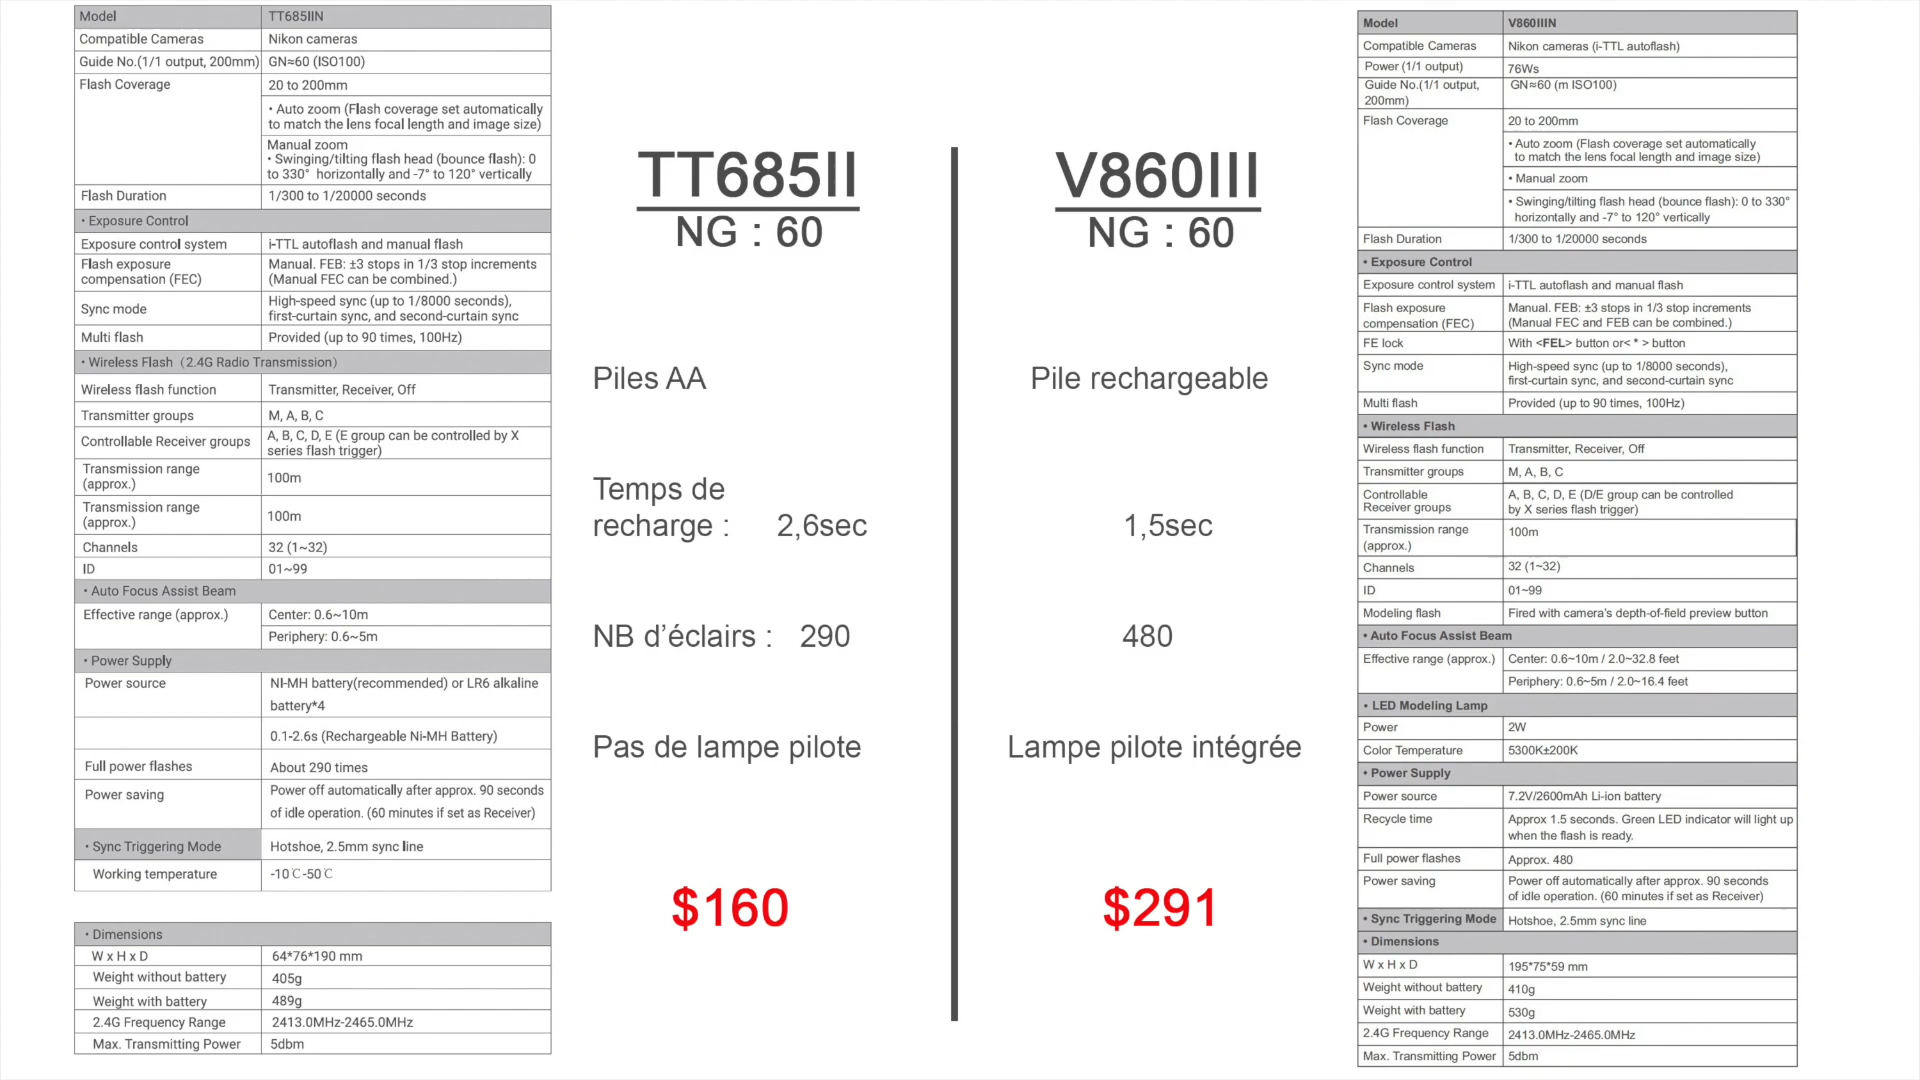 Model TT685IIN
Compatible Cameras Nikon cameras
Guide No.(1/1 output, 200mm) GN≈60 (ISO100)
Flash Coverage 20 to 200mm
• Auto zoom (Flash coverage set automatically
to match the lens focal length and image size)
Manual zoom
• Swinging/tilting flash head (bounce flash): 0
to 330° horizontally and -7° to 120° vertically
Flash Duration 1/300 to 1/20000 seconds
• Exposure Control
Exposure control system i-TTL autoflash and manual flash
Flash exposure
compensation (FEC)
Manual. FEB: ±3 stops in 1/3 stop increments
(Manual FEC can be combined.)
Sync mode
High-speed sync (up to 1/8000 seconds),
first-curtain sync, and second-curtain sync
Multi flash Provided (up to 90 times, 100Hz)
• Wireless Flash（2.4G Radio Transmission）
Wireless flash function Transmitter, Receiver, Off
Transmitter groups M, A, B, C
Controllable Receiver groups
A, B, C, D, E (E group can be controlled by X
series flash trigger)
Transmission range
(approx.)
100m
Transmission range
(approx.)
100m
Channels 32 (1~32)
ID 01~99
• Auto Focus Assist Beam
Effective range (approx.) Center: 0.6~10m
Periphery: 0.6~5m
• Power Supply
Power source NI-MH battery(recommended) or LR6 alkaline
battery*4
0.1-2.6s (Rechargeable Ni-MH Battery)
Full power flashes About 290 times
Power saving Power off automatically after approx. 90 seconds
of idle operation. (60 minutes if set as Receiver)
• Sync Triggering Mode Hotshoe, 2.5mm sync line
Working temperature -10℃-50℃
• Dimensions
W x H x D 64*76*190 mm
Weight without battery 405g
Weight with battery 489g
2.4G Frequency Range 2413.0MHz-2465.0MHz
Max. Transmitting Power 5dbm
TT685II
NG : 60
Piles AA
Temps de
recharge : 2,6sec
NB d’éclairs : 290
Pas de lampe pilote
$160
V860III
NG : 60
Pile rechargeable
1,5sec
480
Lampe pilote intégrée
$291
Model V860IIIN
Compatible Cameras Nikon cameras (i-TTL autoflash)
Power (1/1 output) 76Ws
Guide No.(1/1 output,
200mm)
GN≈60 (m ISO100)
Flash Coverage 20 to 200mm
• Auto zoom (Flash coverage set automatically
to match the lens focal length and image size)
• Manual zoom
• Swinging/tilting flash head (bounce flash): 0 to 330°
horizontally and -7° to 120° vertically
Flash Duration 1/300 to 1/20000 seconds
• Exposure Control
Exposure control system i-TTL autoflash and manual flash
Flash exposure
compensation (FEC)
Manual. FEB: ±3 stops in 1/3 stop increments
(Manual FEC and FEB can be combined.)
FE lock With <FEL> button or< * > button
Sync mode High-speed sync (up to 1/8000 seconds),
first-curtain sync, and second-curtain sync
Multi flash Provided (up to 90 times, 100Hz)
• Wireless Flash
Wireless flash function Transmitter, Receiver, Off
Transmitter groups M, A, B, C
Controllable
Receiver groups
A, B, C, D, E (D/E group can be controlled
by X series flash trigger)
Transmission range
(approx.)
100m
Channels 32 (1~32)
ID 01~99
Modeling flash Fired with camera’s depth-of-field preview button
• Auto Focus Assist Beam
Effective range (approx.) Center: 0.6~10m / 2.0~32.8 feet
Periphery: 0.6~5m / 2.0~16.4 feet
• LED Modeling Lamp
Power 2W
Color Temperature 5300K±200K
• Power Supply
Power source 7.2V/2600mAh Li-ion battery
Recycle time Approx 1.5 seconds. Green LED indicator will light up
when the flash is ready.
Full power flashes Approx. 480
Power saving Power off automatically after approx. 90 seconds
of idle operation. (60 minutes if set as Receiver)
• Sync Triggering Mode Hotshoe, 2.5mm sync line
• Dimensions
W x H x D 195*75*59 mm
Weight without battery 410g
Weight with battery 530g
2.4G Frequency Range 2413.0MHz-2465.0MHz
Max. Transmitting Power 5dbm